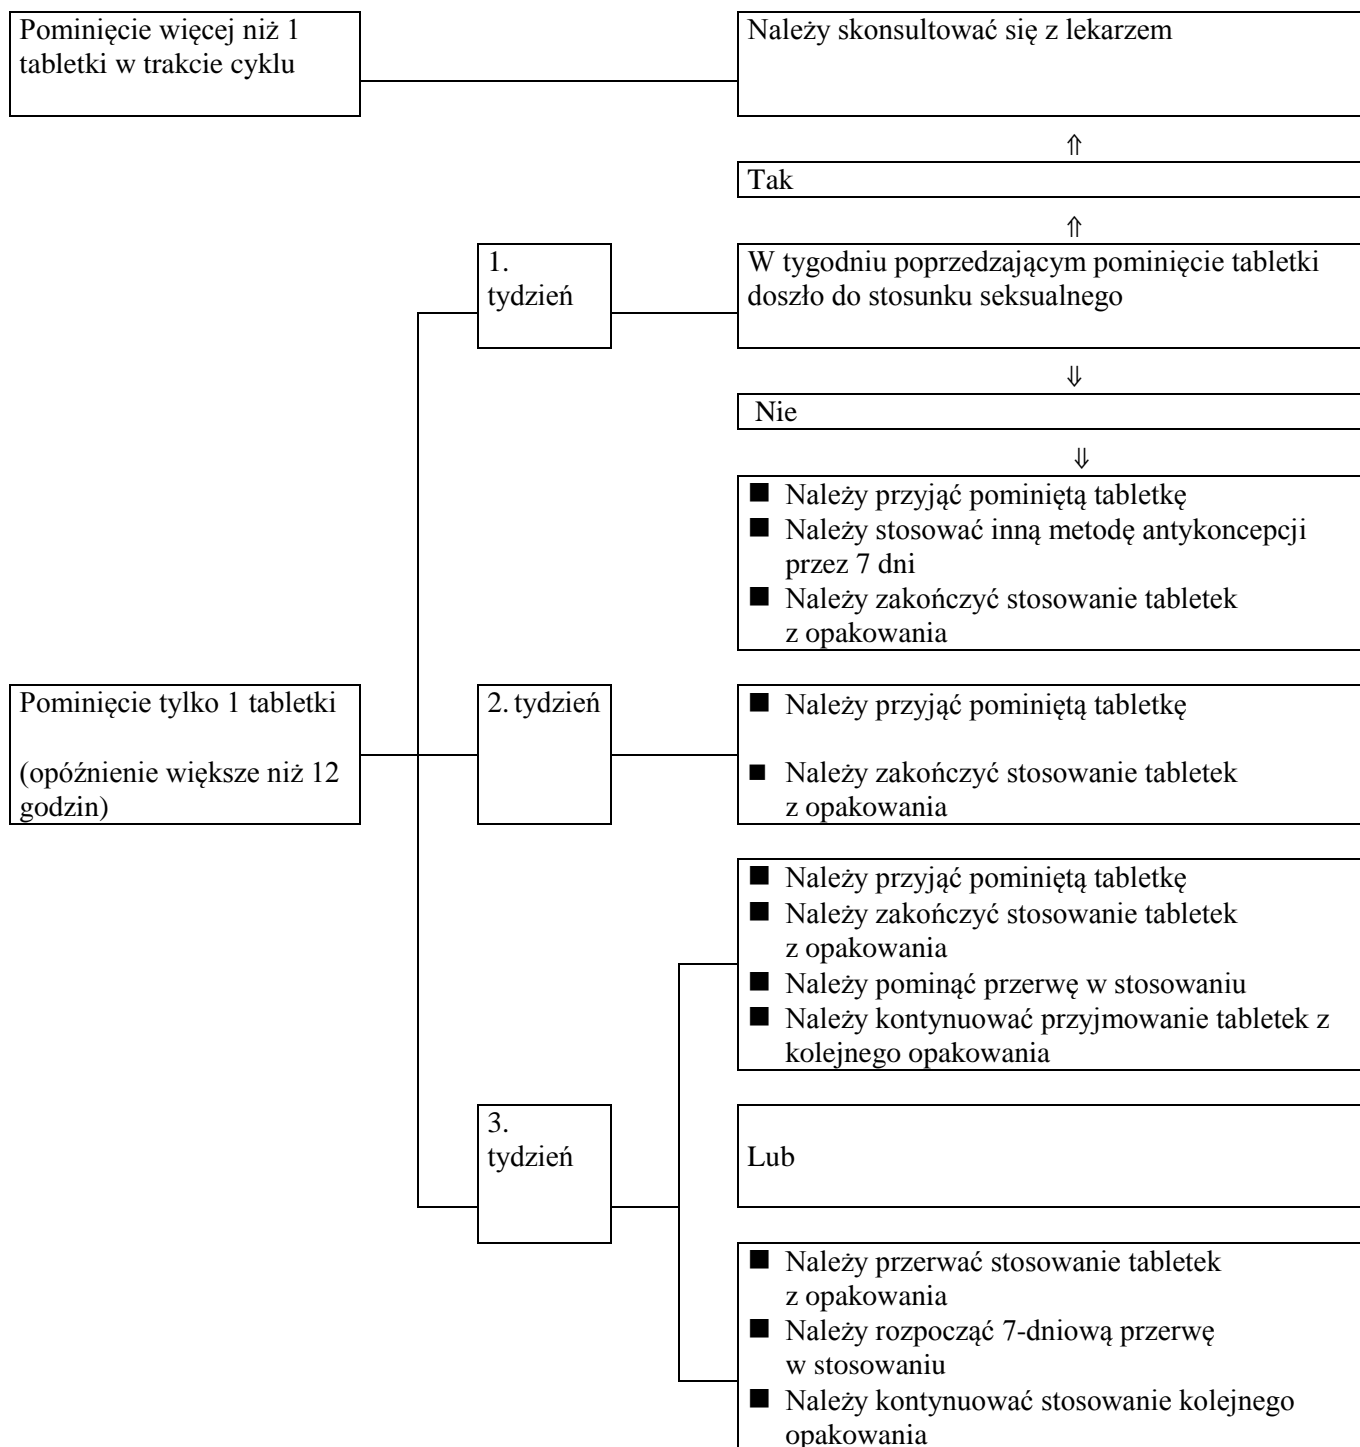 Pominięcie więcej niż 1
tabletki w trakcie cyklu
Należy skonsultować się z lekarzem
⇑
Tak
⇑
1.
tydzień
W tygodniu poprzedzającym pominięcie tabletki
doszło do stosunku seksualnego
⇓
Nie
⇓
■ Należy przyjąć pominiętą tabletkę
■ Należy stosować inną metodę antykoncepcji
przez 7 dni
■ Należy zakończyć stosowanie tabletek
z opakowania
Pominięcie tylko 1 tabletki
(opóźnienie większe niż 12
godzin)
2. tydzień
■ Należy przyjąć pominiętą tabletkę
■ Należy zakończyć stosowanie tabletek
z opakowania
■ Należy przyjąć pominiętą tabletkę
■ Należy zakończyć stosowanie tabletek
z opakowania
■ Należy pominąć przerwę w stosowaniu
■ Należy kontynuować przyjmowanie tabletek z
kolejnego opakowania
3.
tydzień
Lub
■ Należy przerwać stosowanie tabletek
z opakowania
■ Należy rozpocząć 7-dniową przerwę
w stosowaniu
■ Należy kontynuować stosowanie kolejnego
opakowania